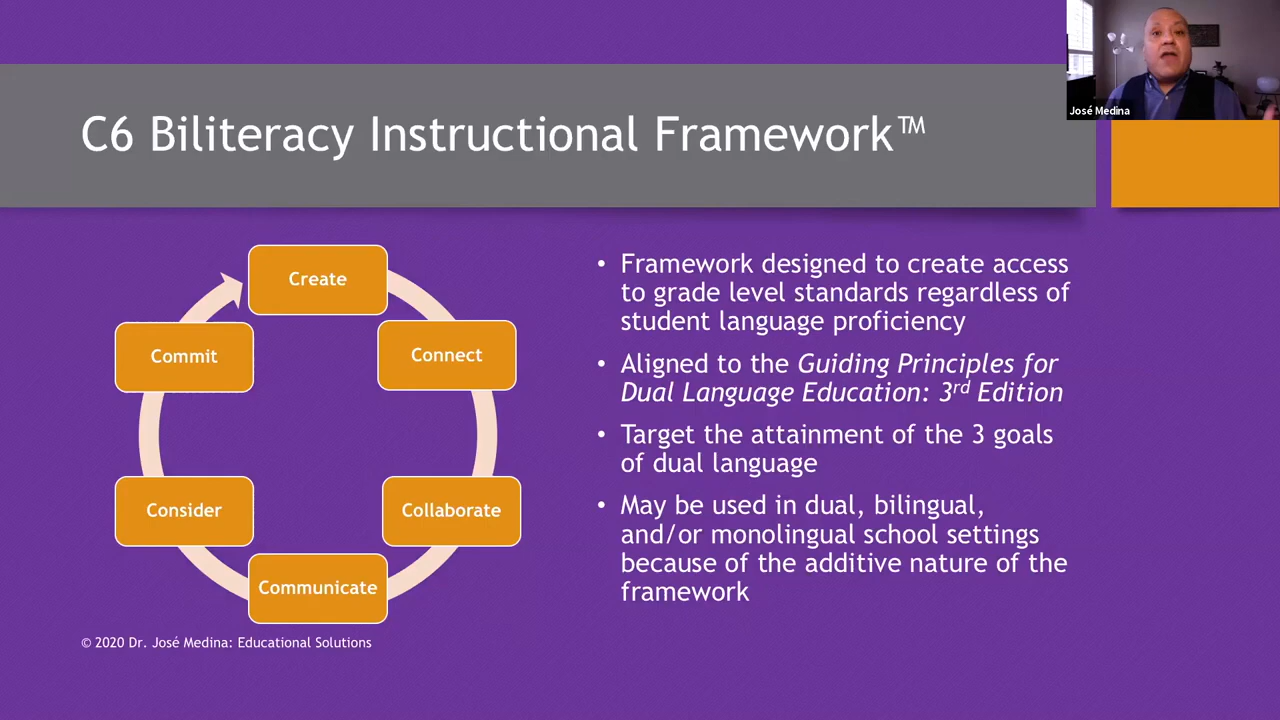 José Medina
C6 Biliteracy Instructional Framework™
Create
Connect
Collaborate
Communicate
Consider
Commit
• Framework designed to create access
to grade level standards regardless of
student language proficiency
• Aligned to the Guiding Principles for
Dual Language Education: 3rd Edition
• Target the attainment of the 3 goals
of dual language
• May be used in dual, bilingual,
and/or monolingual school settings
because of the additive nature of the
framework
© 2020 Dr. José Medina: Educational Solutions